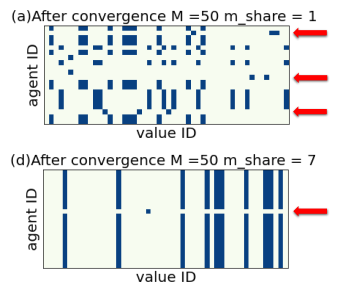 (a)After convergence M =50 m_share = 1
agent ID
value ID
(d)After convergence M =50 m_share = 7
agent ID
value ID